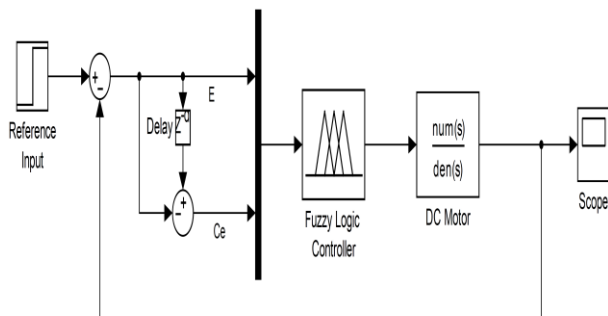 Reference
Input
E
Delay
Z-d
Ce
Fuzzy Logic
Controller
num(s)
den(s)
DC Motor
Scope